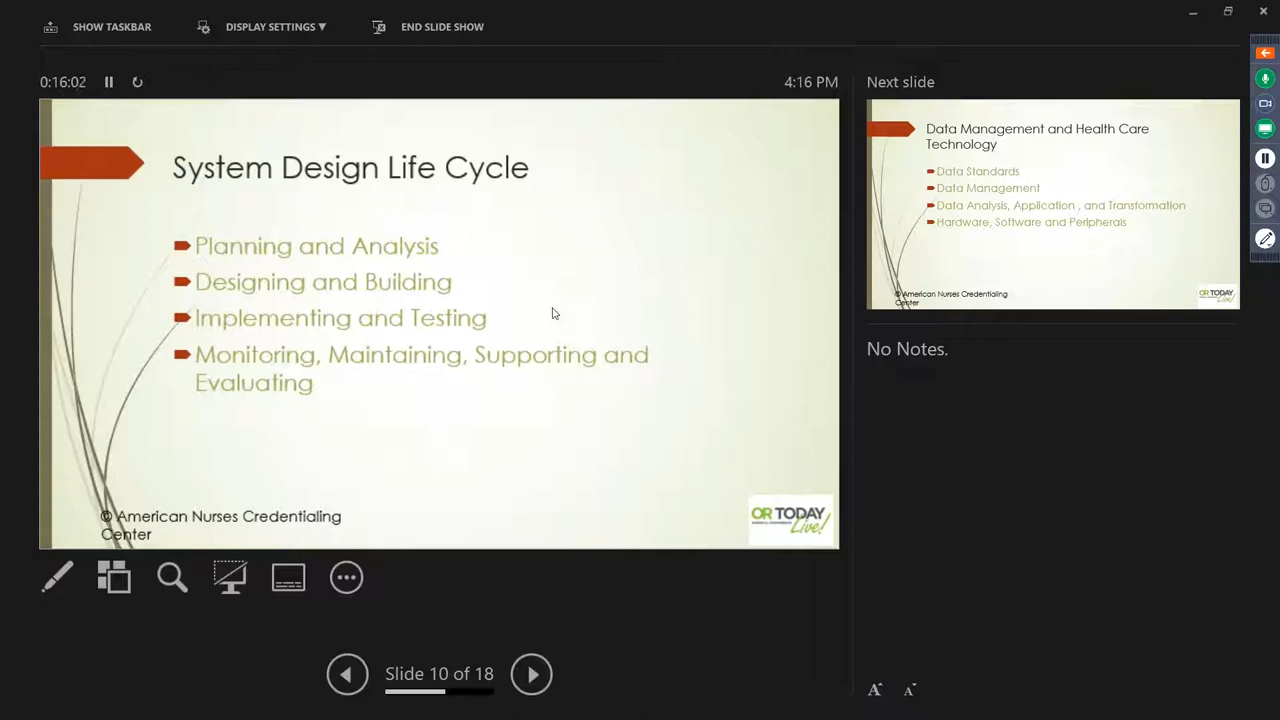 SHOW TASKBAR
DISPLAY SETTINGS ▼
END SLIDE SHOW
0:16:02
4:16 PM
System Design Life Cycle
Planning and Analysis
Designing and Building
Implementing and Testing
Monitoring, Maintaining, Supporting and
Evaluating
© American Nurses Credentialing
Center
OR TODAY
Live!
Next slide
Data Management and Health Care
Technology
Data Standards
Data Management
Data Analysis, Application , and Transformation
Hardware, Software and Peripherals
© American Nurses Credentialing
Center
OR TODAY
Live!
No Notes.
Slide 10 of 18
A A